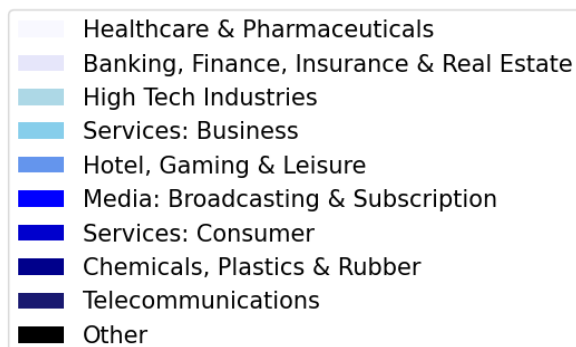 Healthcare & Pharmaceuticals
Banking, Finance, Insurance & Real Estate
High Tech Industries
Services: Business
Hotel, Gaming & Leisure
Media: Broadcasting & Subscription
Services: Consumer
Chemicals, Plastics & Rubber
Telecommunications
Other